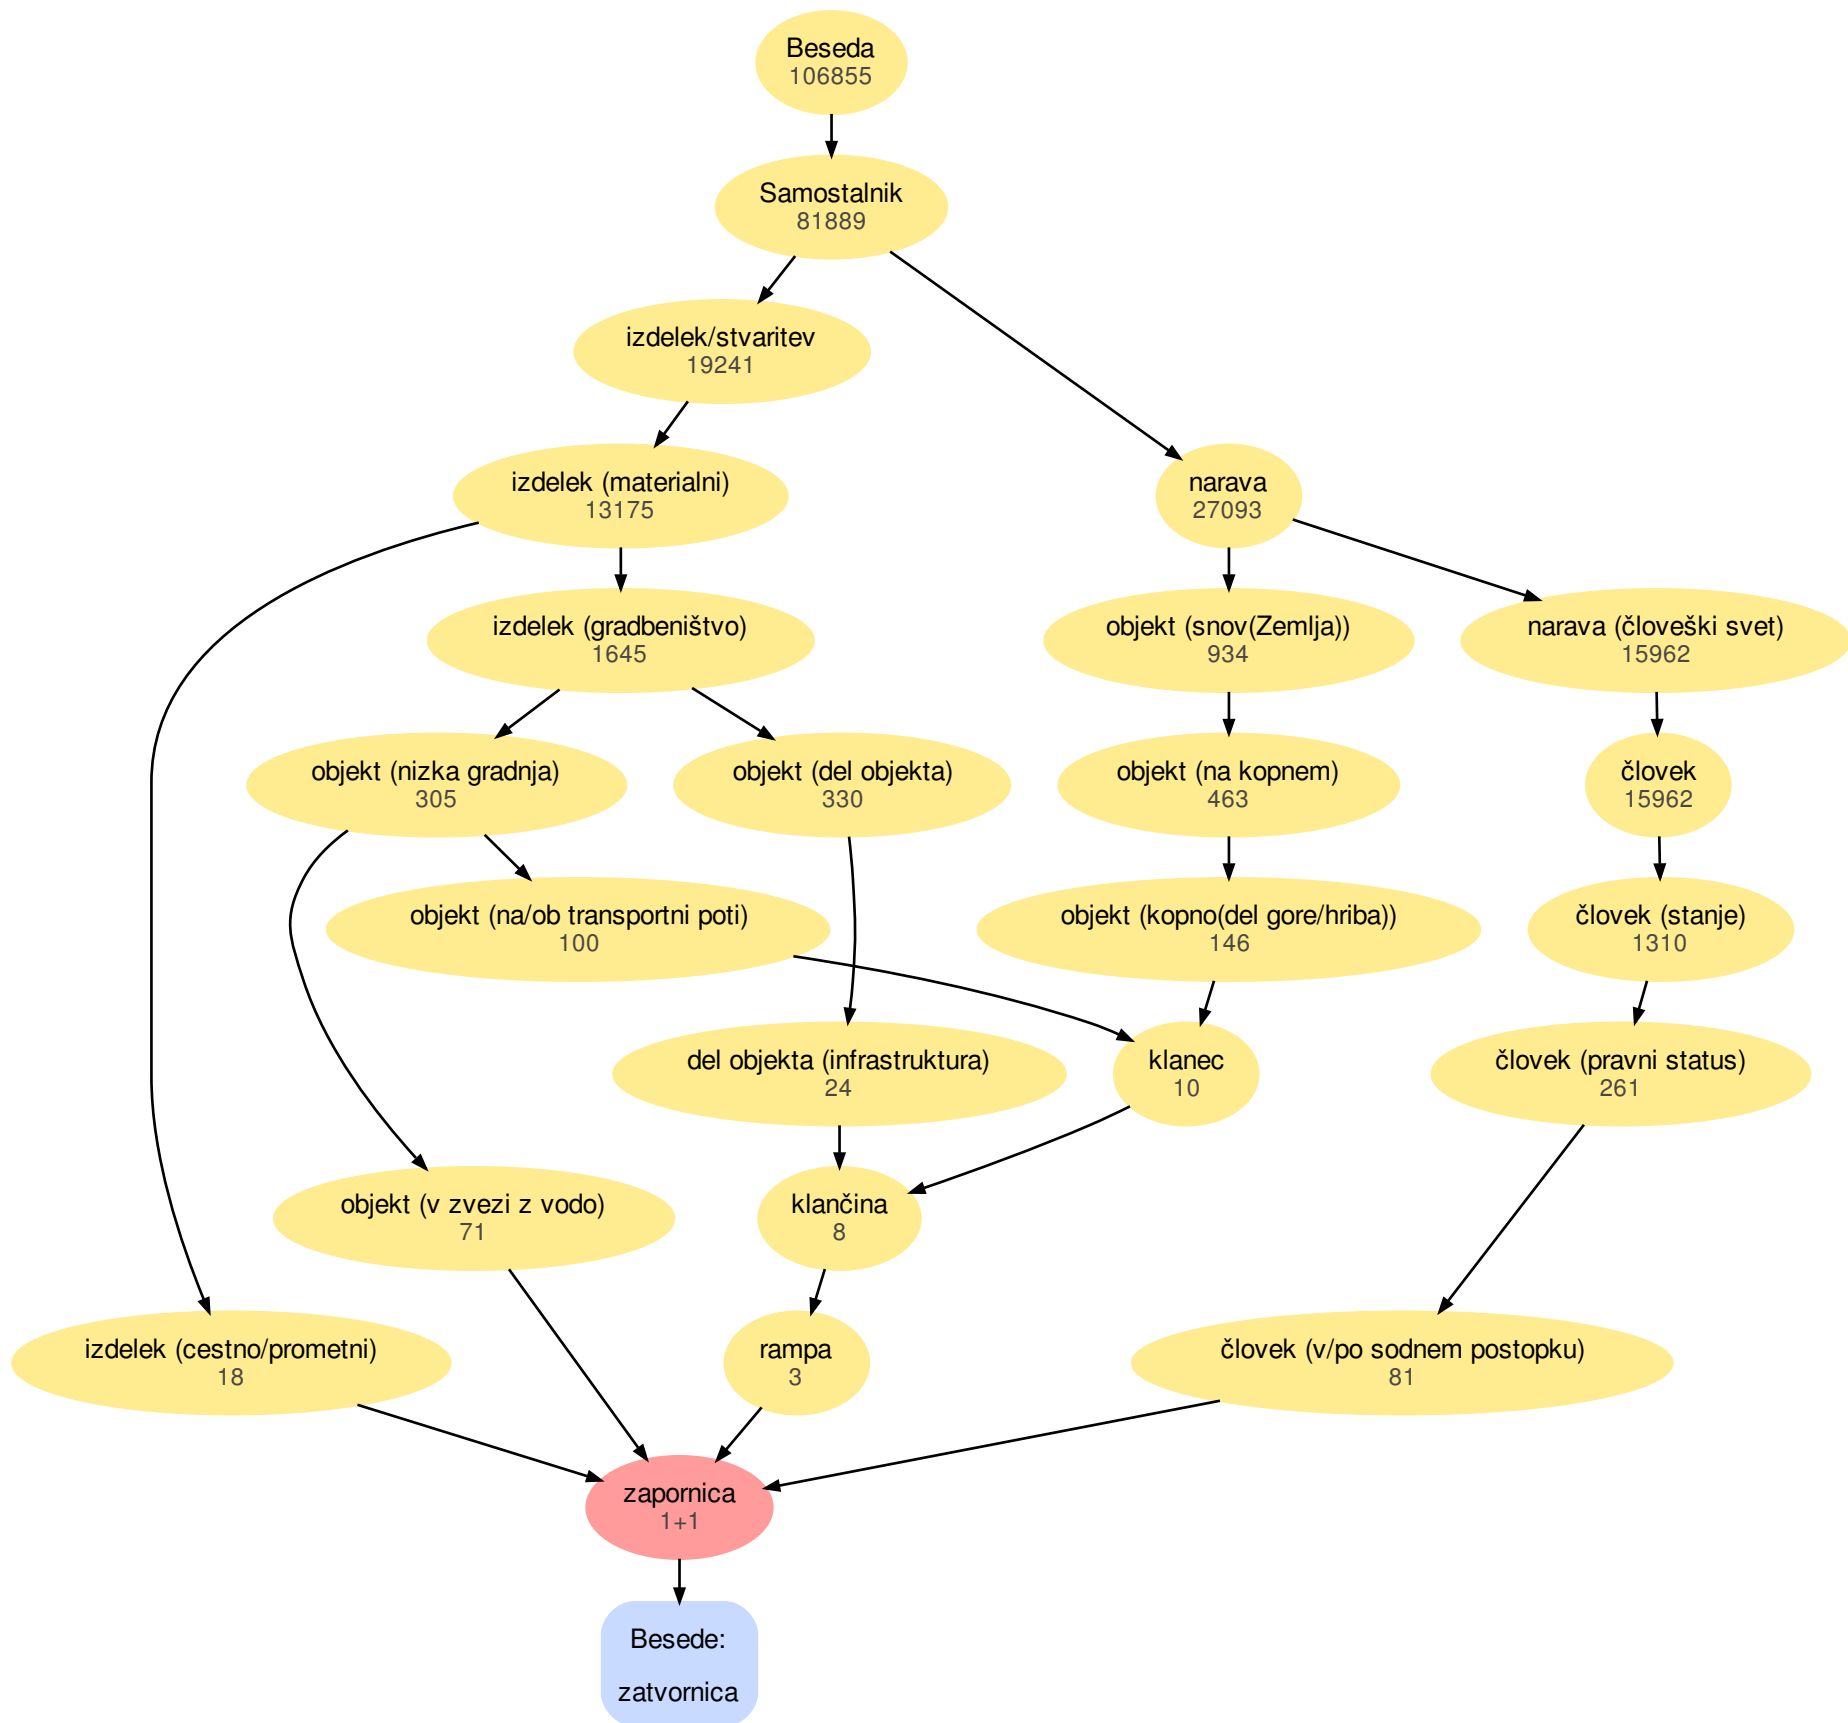 Beseda
106855
Samostalnik
81889
izdelek/stvaritev
19241
izdelek (materialni)
13175
narava
27093
izdelek (gradbeništvo)
1645
objekt (snov(Zemlja))
934
narava (človeški svet)
15962
objekt (nizka gradnja)
305
objekt (del objekta)
330
objekt (na kopnem)
463
človek
15962
objekt (na/ob transportni poti)
100
objekt (kopno(del gore/hriba))
146
človek (stanje)
1310
del objekta (infrastruktura)
24
klanec
10
človek (pravni status)
261
objekt (v zvezi z vodo)
71
klančina
8
izdelek (cestno/prometni)
18
rampa
3
človek (v/po sodnem postopku)
81
zapornica
1+1
Besede:
zatvornica